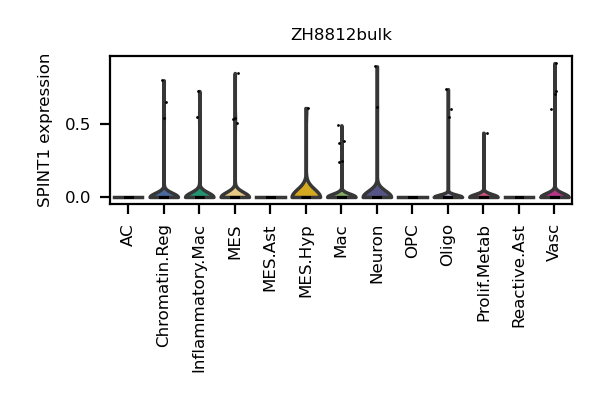 ZH8812bulk
SPINT1 expression
0.5
0.0
AC
Chromatin.Reg
Inflammatory.Mac
MES
MES.Ast
MES.Hyp
Mac
Neuron
OPC
Oligo
Prolif.Metab
Reactive.Ast
Vasc